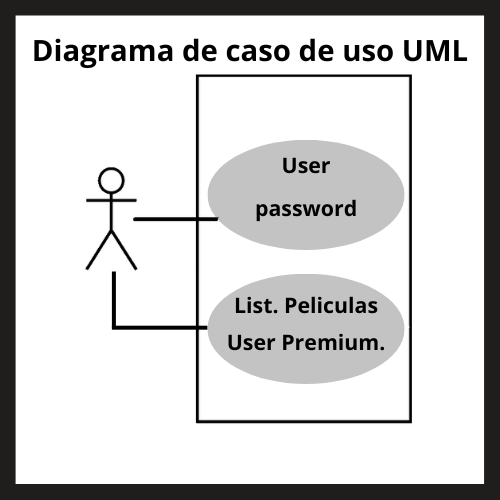 Diagrama de caso de uso UML
User
password
List. Peliculas
User Premium.